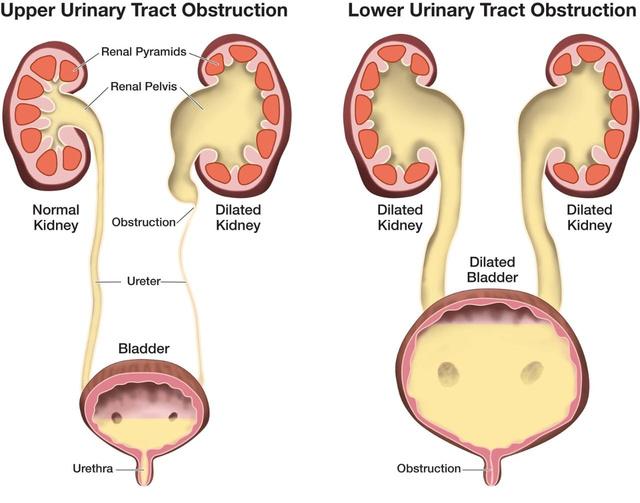 Upper Urinary Tract Obstruction
Lower Urinary Tract Obstruction
Renal Pyramids
Renal Pelvis
Normal
Kidney
Obstruction
Dilated
Kidney
Dilated
Kidney
Dilated
Kidney
Ureter
Dilated
Bladder
Bladder
Urethra
Obstruction